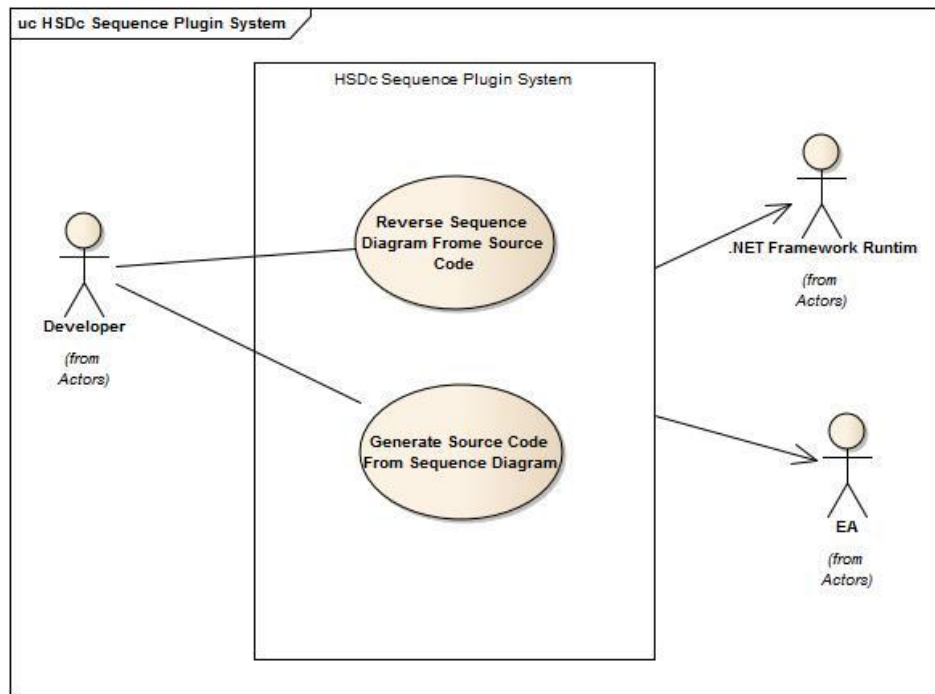 uc HSDc Sequence Plugin System
HSDc Sequence Plugin System
Reverse Sequence
Diagram Frome Source
Code
.NET Framework Runtim
(from
Actors)
Developer
(from
Actors)
Generate Source Code
From Sequence Diagram
EA
(from
Actors)